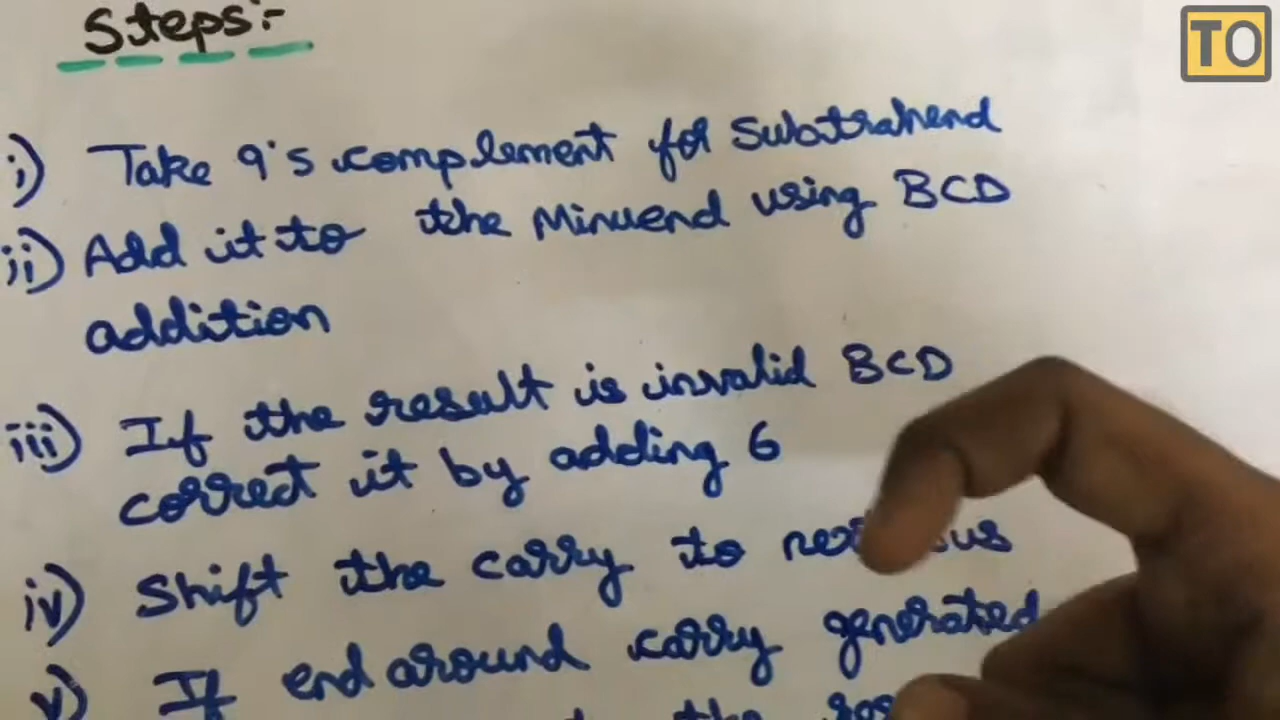 Steps:-
TO
i) Take 9's complement for Subtrahend
ii) Add it to the Minuend using BCD
addition
iii) If the result is invalid BCD
correct it by adding 6
iv) Shift the carry to
v) If end around carry generated
the